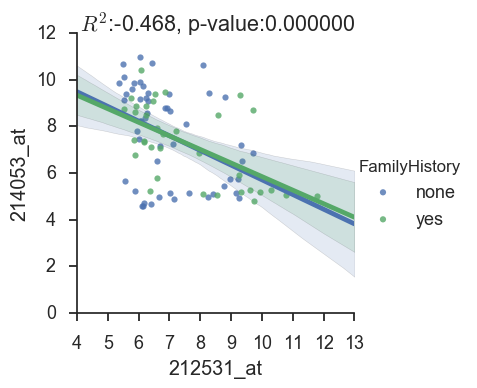 R²:-0.468, p-value:0.000000
12
10
8
6
4
2
0
214053_at
4 5 6 7 8 9 10 11 12 13
212531_at
FamilyHistory
none
yes